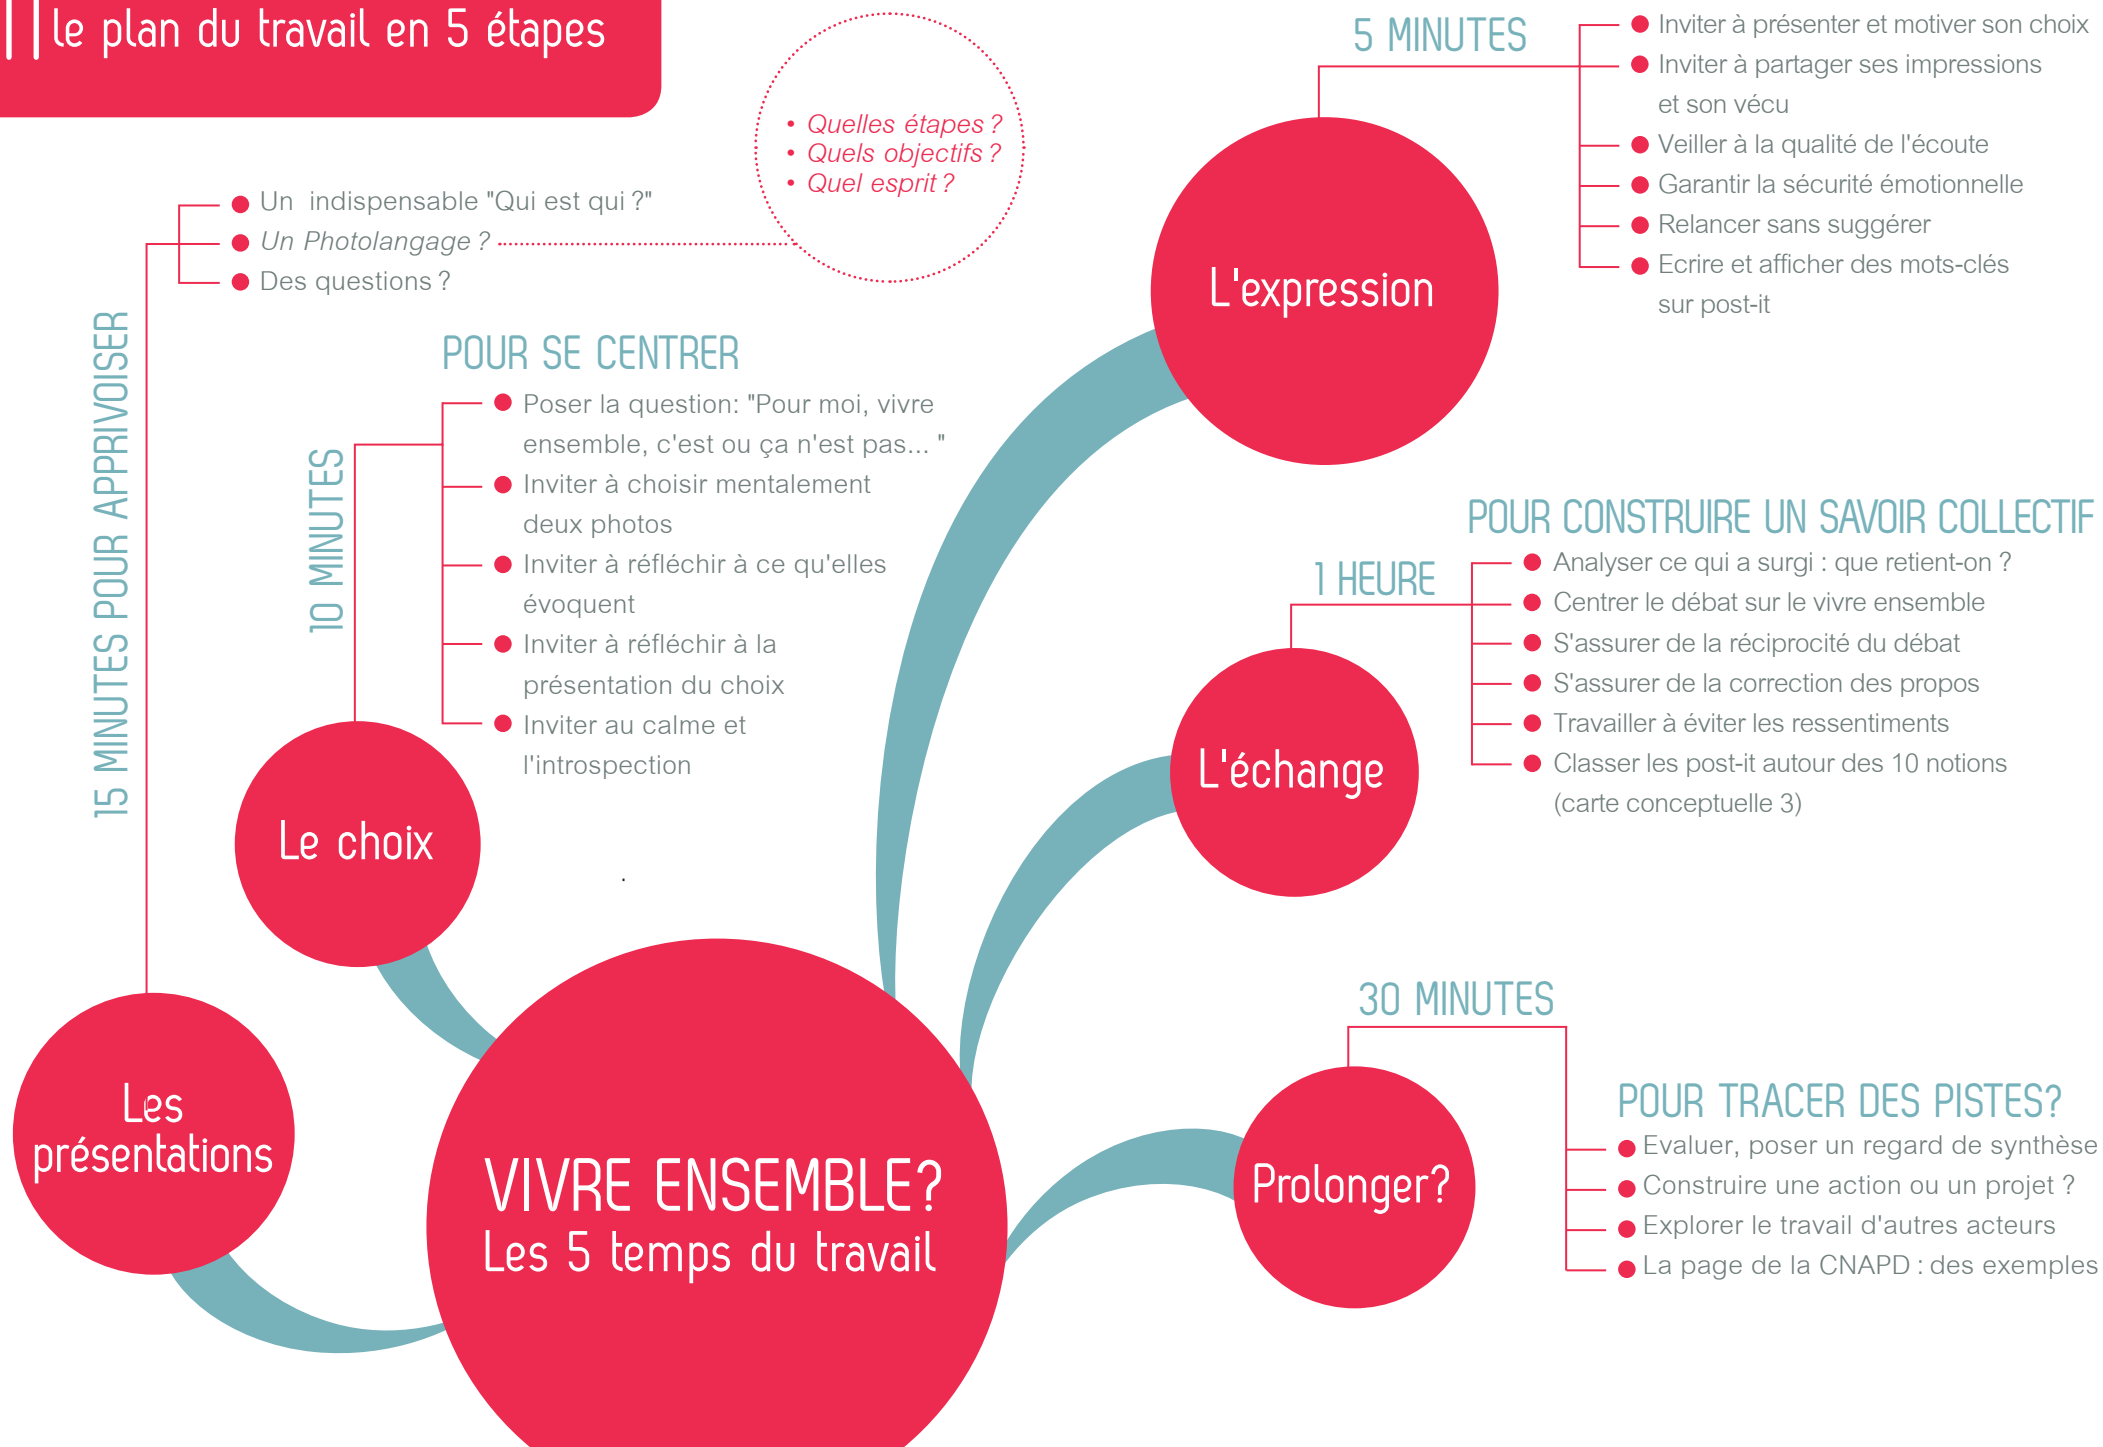 le plan du travail en 5 étapes
• Quelles étapes ?
• Quels objectifs ?
• Quel esprit ?
Un indispensable "Qui est qui ?"
Un Photolangage ?
Des questions ?
15 MINUTES POUR APPRIVOISER
Les
présentations
POUR SE CENTRER
10 MINUTES
Poser la question: "Pour moi, vivre
ensemble, c'est ou ça n'est pas... "
Inviter à choisir mentalement
deux photos
Inviter à réfléchir à ce qu'elles
évoquent
Inviter à réfléchir à la
présentation du choix
Inviter au calme et
l'introspection
Le choix
5 MINUTES
Inviter à présenter et motiver son choix
Inviter à partager ses impressions
et son vécu
Veiller à la qualité de l'écoute
Garantir la sécurité émotionnelle
Relancer sans suggérer
Ecrire et afficher des mots-clés
sur post-it
L'expression
POUR CONSTRUIRE UN SAVOIR COLLECTIF
1 HEURE
Analyser ce qui a surgi : que retient-on ?
Centrer le débat sur le vivre ensemble
S'assurer de la réciprocité du débat
S'assurer de la correction des propos
Travailler à éviter les ressentiments
Classer les post-it autour des 10 notions
(carte conceptuelle 3)
L'échange
30 MINUTES
POUR TRACER DES PISTES?
Evaluer, poser un regard de synthèse
Construire une action ou un projet ?
Explorer le travail d'autres acteurs
La page de la CNAPD : des exemples
Prolonger?
VIVRE ENSEMBLE?
Les 5 temps du travail